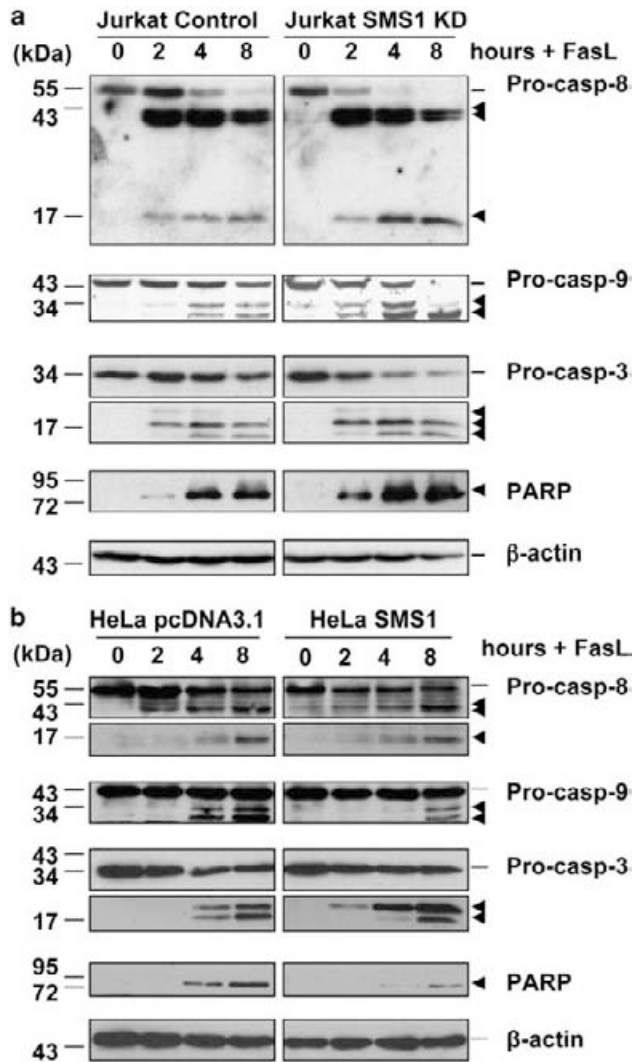 a
Jurkat Control Jurkat SMS1 KD
(kDa) 0 2 4 8 0 2 4 8 hours + FasL
55 Pro-casp-8
43
17
43 Pro-casp-9
34
34 Pro-casp-3
17
95
72 PARP
43 β-actin
b
HeLa pcDNA3.1 HeLa SMS1
(kDa) 0 2 4 8 0 2 4 8 hours + FasL
55 Pro-casp-8
43
17
43 Pro-casp-9
34
43 Pro-casp-3
34
17
95
72 PARP
43 β-actin